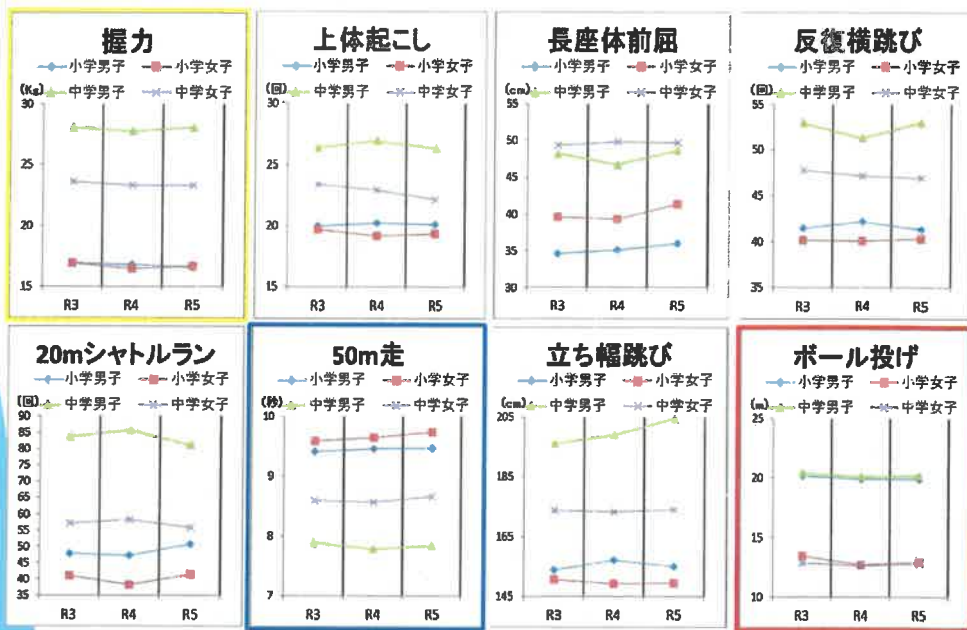 握力
小学男子 小学女子
中学男子 中学女子
(Kg)
30
25
20
15
R3 R4 R5
上体起こし
小学男子 小学女子
中学男子 中学女子
(回)
30
25
20
15
R3 R4 R5
長座体前屈
小学男子 小学女子
中学男子 中学女子
(cm)
55
50
45
40
35
30
R3 R4 R5
反復横跳び
小学男子 小学女子
中学男子 中学女子
(回)
55
50
45
40
35
R3 R4 R5
20mシャトルラン
小学男子 小学女子
中学男子 中学女子
(回)
90
85
80
75
70
65
60
55
50
45
40
35
R3 R4 R5
50m走
小学男子 小学女子
中学男子 中学女子
(秒)
10
9
8
7
R3 R4 R5
立ち幅跳び
小学男子 小学女子
中学男子 中学女子
(cm)
205
185
165
145
R3 R4 R5
ボール投げ
小学男子 小学女子
中学男子 中学女子
(m)
25
20
15
10
R3 R4 R5